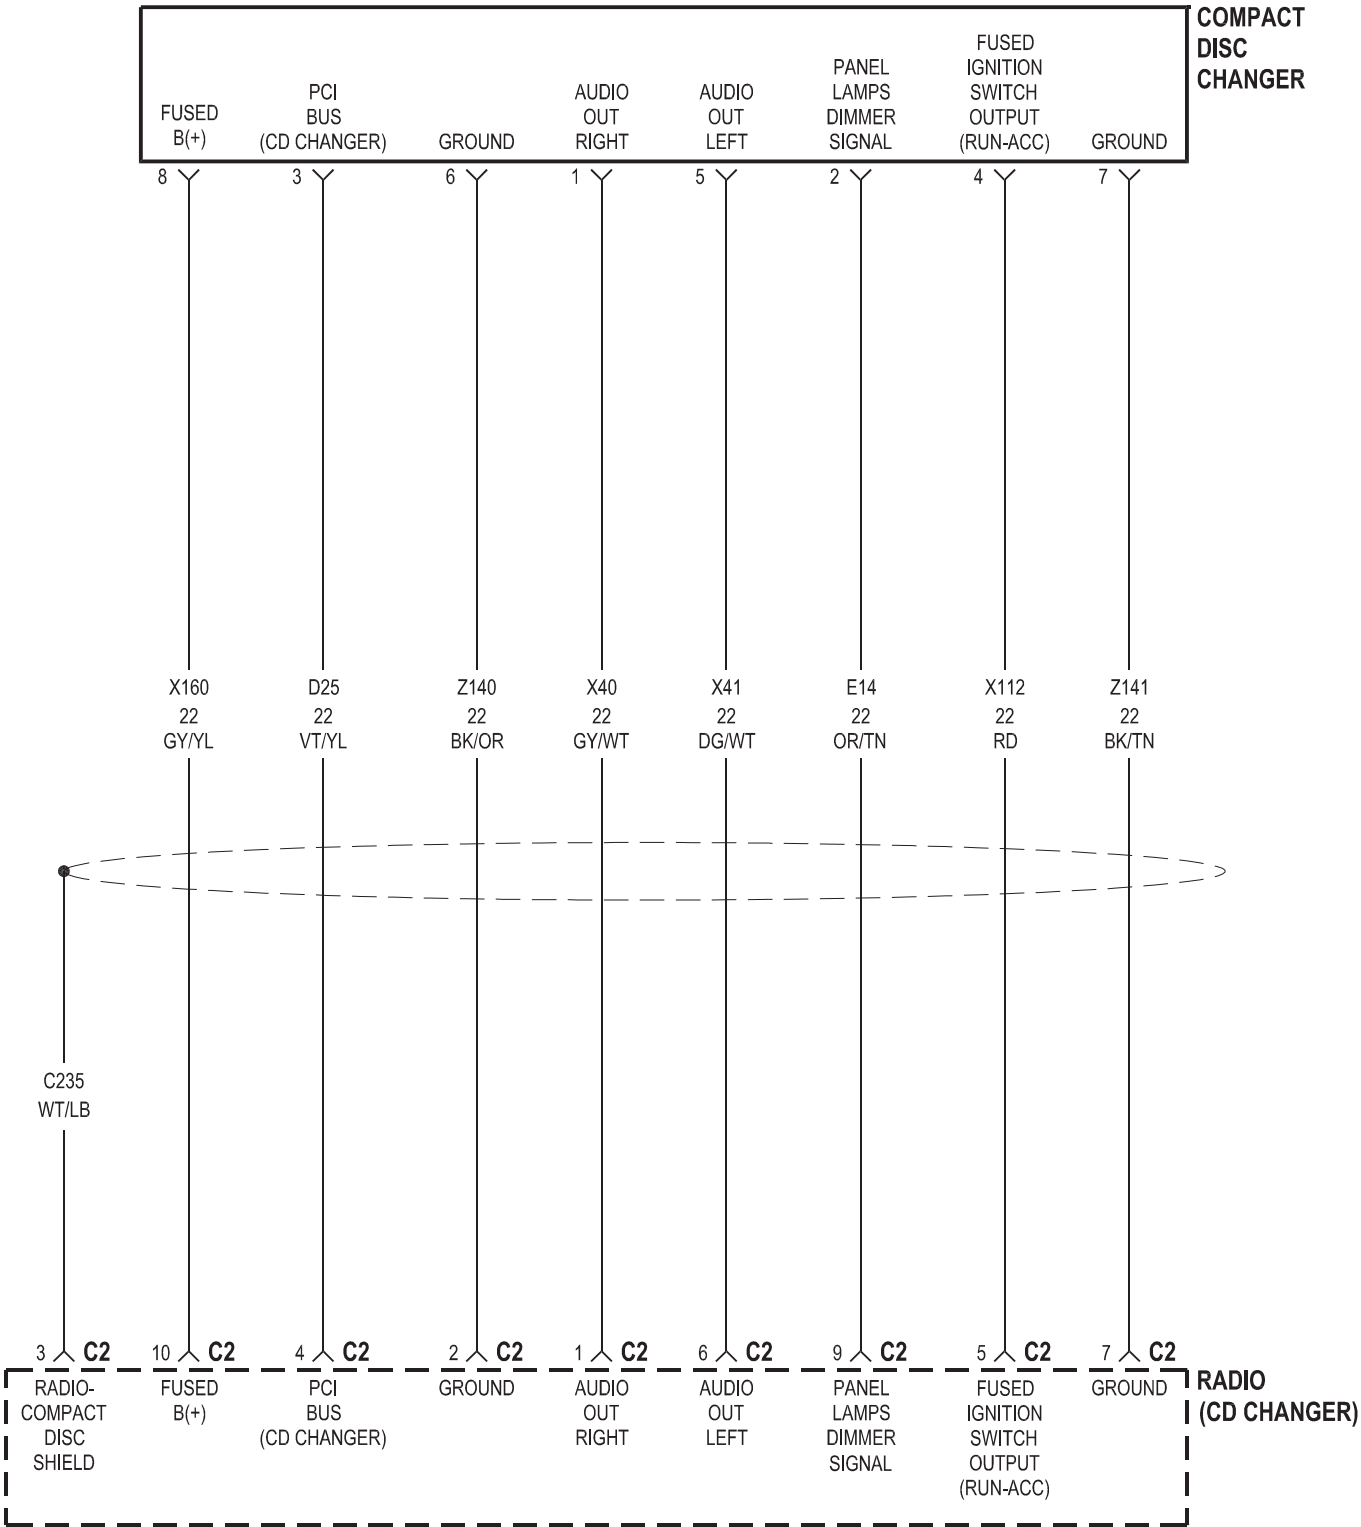 COMPACT
DISC
CHANGER
FUSED
B(+)
PCI
BUS
(CD CHANGER)
GROUND
AUDIO
OUT
RIGHT
AUDIO
OUT
LEFT
PANEL
LAMPS
DIMMER
SIGNAL
FUSED
IGNITION
SWITCH
OUTPUT
(RUN-ACC)
GROUND
8
3
6
1
5
2
4
7
X160
22
GY/YL
D25
22
VT/YL
Z140
22
BK/OR
X40
22
GY/WT
X41
22
DG/WT
E14
22
OR/TN
X112
22
RD
Z141
22
BK/TN
C235
WT/LB
3 C2
10 C2
4 C2
2 C2
1 C2
6 C2
9 C2
5 C2
7 C2
RADIO-
COMPACT
DISC
SHIELD
FUSED
B(+)
PCI
BUS
(CD CHANGER)
GROUND
AUDIO
OUT
RIGHT
AUDIO
OUT
LEFT
PANEL
LAMPS
DIMMER
SIGNAL
FUSED
IGNITION
SWITCH
OUTPUT
(RUN-ACC)
GROUND
RADIO
(CD CHANGER)